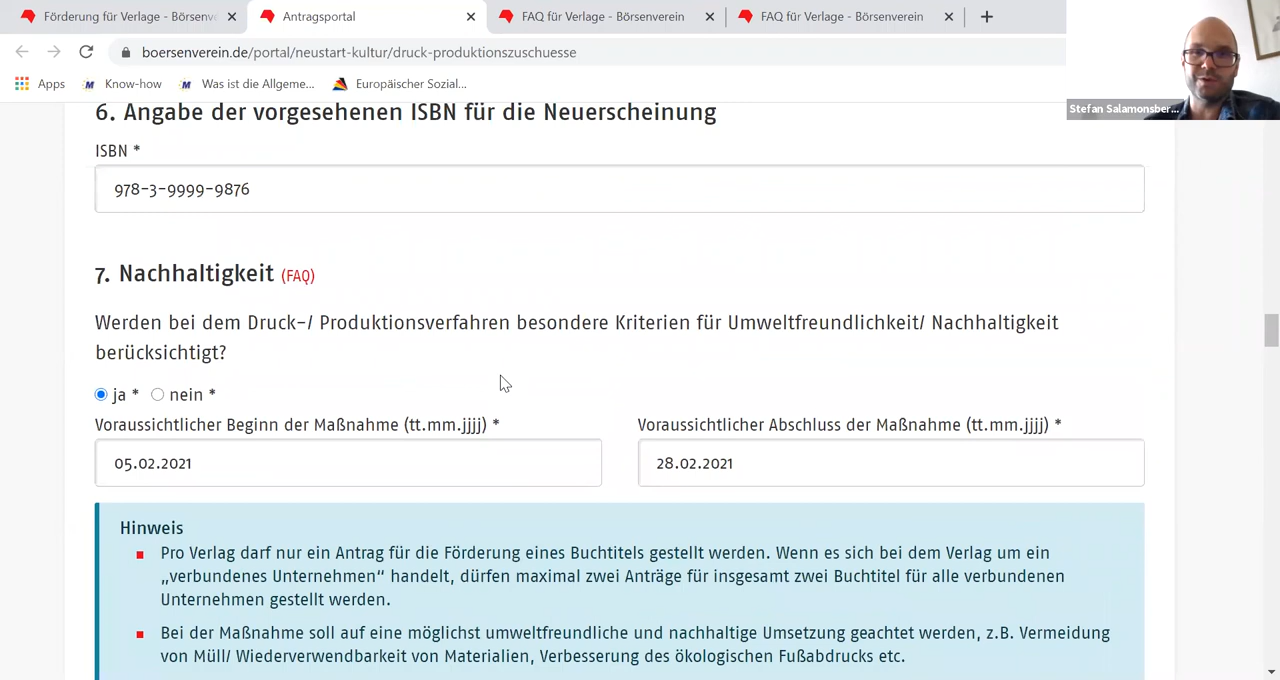 Förderung für Verlage - Börsenv
Antragsportal
FAQ für Verlage - Börsenverein
FAQ für Verlage - Börsenverein
boersenverein.de/portal/neustart-kultur/druck-produktionszuschuesse
Apps
Know-how
Was ist die Allgeme...
Europäischer Sozial...
Stefan Salamonsber...
6. Angabe der vorgesehenen ISBN für die Neuerscheinung
ISBN *
978-3-9999-9876
7. Nachhaltigkeit (FAQ)
Werden bei dem Druck-/ Produktionsverfahren besondere Kriterien für Umweltfreundlichkeit/ Nachhaltigkeit
berücksichtigt?
ja * nein *
Voraussichtlicher Beginn der Maßnahme (tt.mm.jjjj) *
Voraussichtlicher Abschluss der Maßnahme (tt.mm.jjjj) *
05.02.2021
28.02.2021
Hinweis
Pro Verlag darf nur ein Antrag für die Förderung eines Buchtitels gestellt werden. Wenn es sich bei dem Verlag um ein
„verbundenes Unternehmen“ handelt, dürfen maximal zwei Anträge für insgesamt zwei Buchtitel für alle verbundenen
Unternehmen gestellt werden.
Bei der Maßnahme soll auf eine möglichst umweltfreundliche und nachhaltige Umsetzung geachtet werden, z.B. Vermeidung
von Müll/ Wiederverwendbarkeit von Materialien, Verbesserung des ökologischen Fußabdrucks etc.